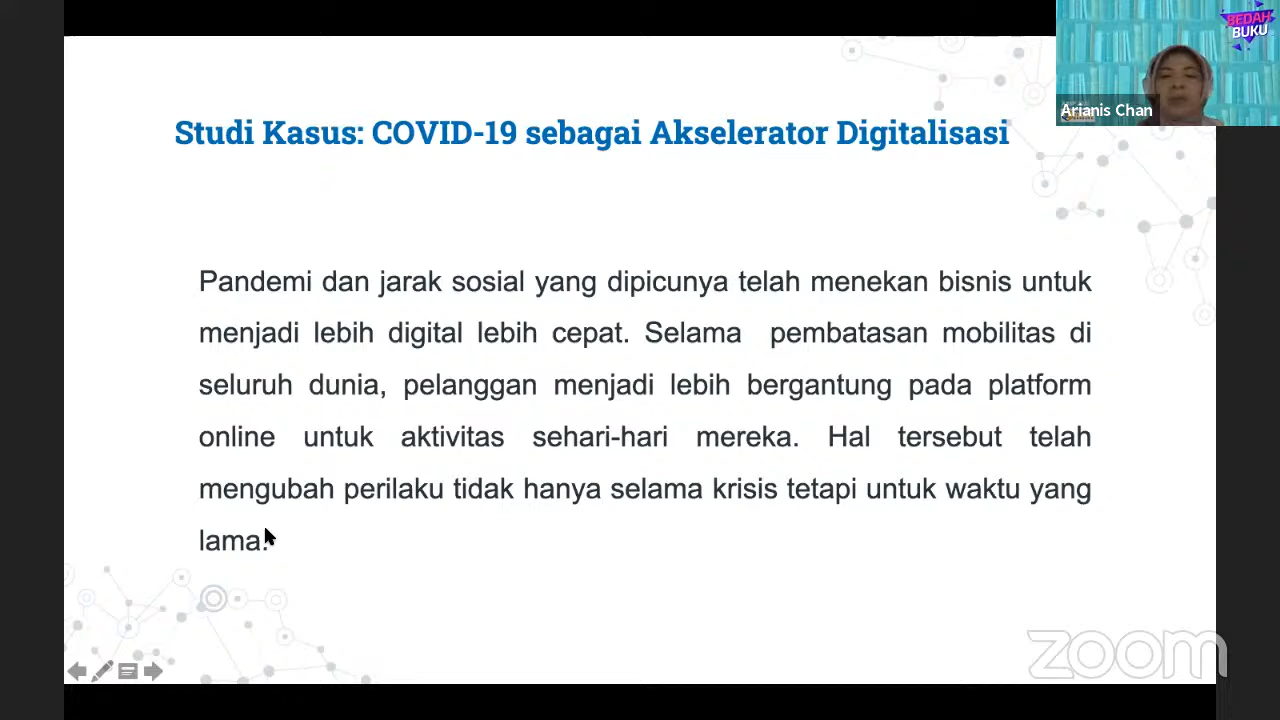 BEDAH
BUKU
Arianis Chan
Studi Kasus: COVID-19 sebagai Akselerator Digitalisasi
Pandemi dan jarak sosial yang dipicunya telah menekan bisnis untuk
menjadi lebih digital lebih cepat. Selama pembatasan mobilitas di
seluruh dunia, pelanggan menjadi lebih bergantung pada platform
online untuk aktivitas sehari-hari mereka. Hal tersebut telah
mengubah perilaku tidak hanya selama krisis tetapi untuk waktu yang
lama.
zoom